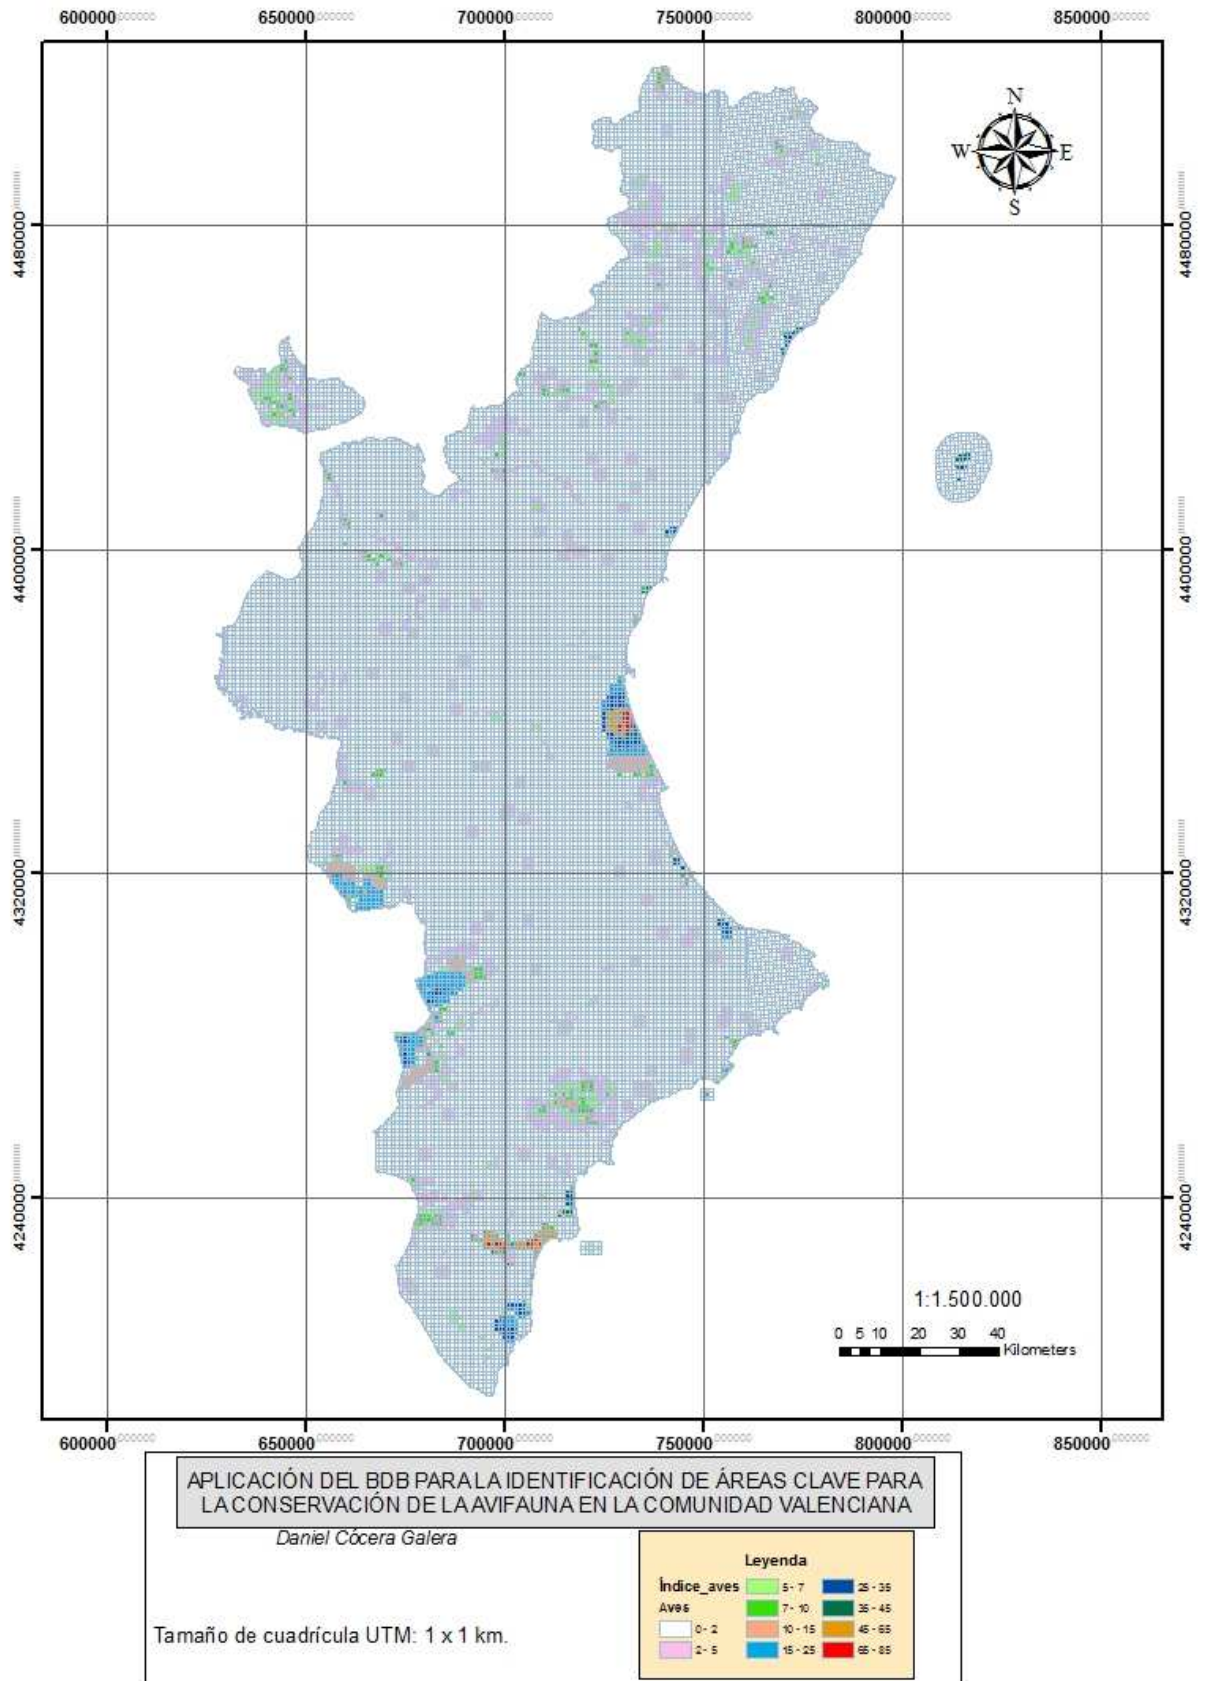 600000 650000 700000 750000 800000 850000
N
W E
S
4480000 4480000
4400000 4400000
4320000 4320000
4240000 4240000
1:1.500.000
0 5 10 20 30 40
Kilometers
600000 650000 700000 750000 800000 850000
APLICACIÓN DEL BDB PARA LA IDENTIFICACIÓN DE ÁREAS CLAVE PARA
LA CONSERVACIÓN DE LA AVIFAUNA EN LA COMUNIDAD VALENCIANA
Daniel Cócera Galera
Leyenda
Índice_aves
Aves
0 - 2
2 - 5
5 - 7
7 - 10
10 - 15
15 - 25
25 - 35
35 - 45
45 - 65
65 - 85
Tamaño de cuadrícula UTM: 1 x 1 km.